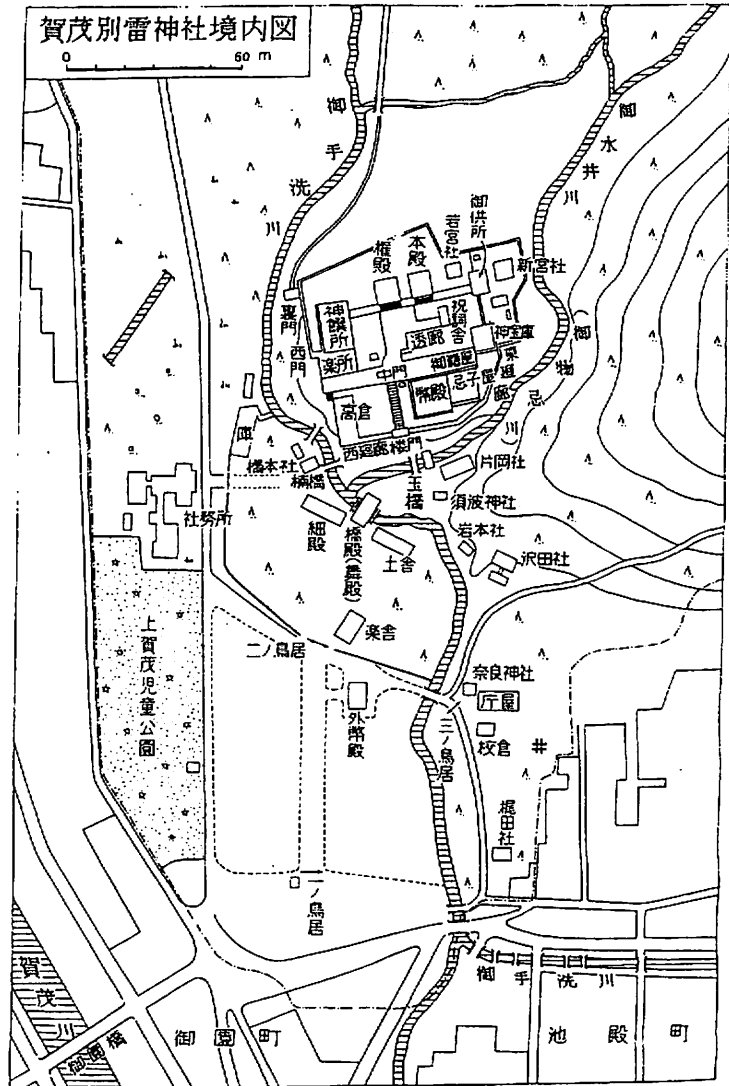 賀茂別雷神社境内図
0 60 m
御手洗川
御水井川
御供所
若宮社
本殿
権殿
新宮社
裏門
西門
神饌所
楽所
透廊
祝詞舎
神宝庫
御籍屋
中門
幣殿
忌子屋
東廻廊
(御物忌川)
高倉
庫
西廻廊
楼門
橋本社
楠橋
玉橋
片岡社
須波神社
社務所
細殿
橋殿(舞殿)
土舎
岩本社
沢田社
楽舎
二ノ鳥居
上賀茂児童公園
外幣殿
奈良神社
庁屋
三ノ鳥居
校倉
井
梶田社
一ノ鳥居
賀茂川
御薗橋
御薗町
御手洗川
池殿町